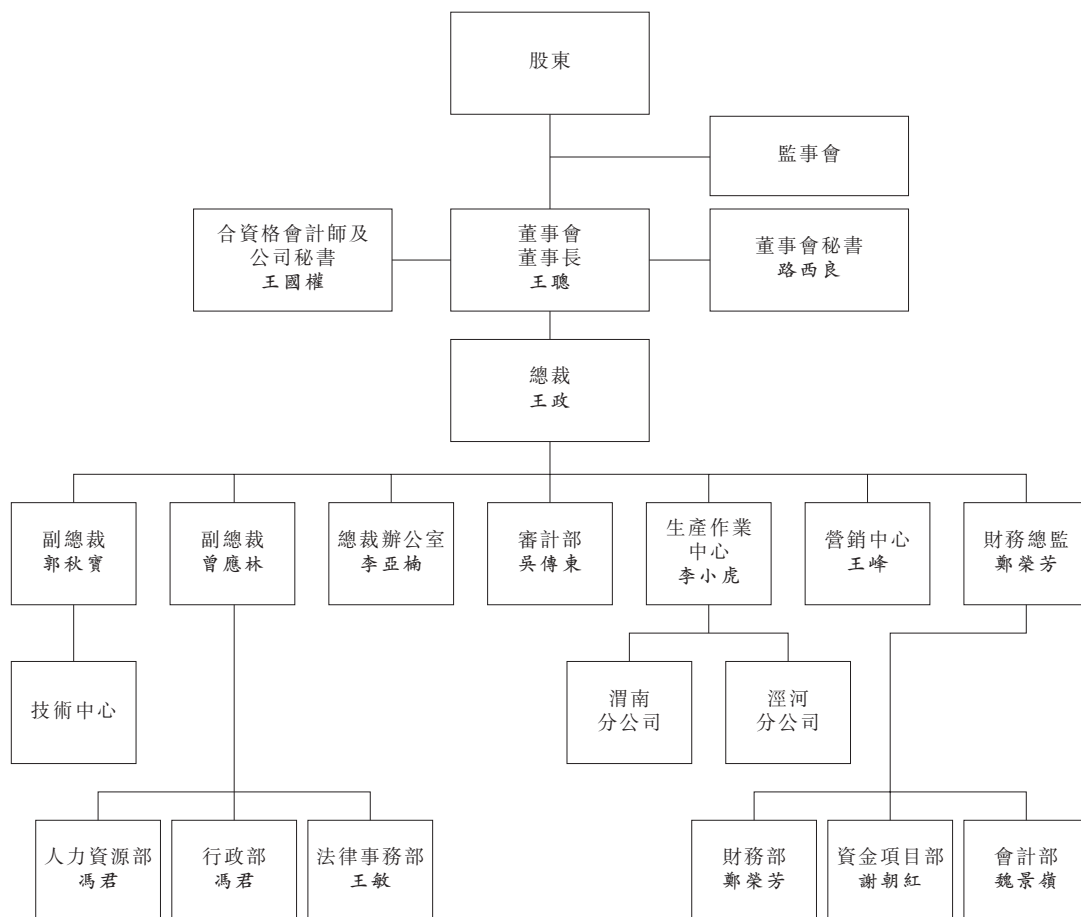 股東
監事會
合資格會計師及
公司秘書
王國權
董事會
董事長
王聰
董事會秘書
路西良
總裁
王政
副總裁
郭秋寶
副總裁
曾應林
總裁辦公室
李亞楠
審計部
吳傳東
生產作業
中心
李小虎
營銷中心
王峰
財務總監
鄭榮芳
技術中心
渭南
分公司
涇河
分公司
人力資源部
馮君
行政部
馮君
法律事務部
王敏
財務部
鄭榮芳
資金項目部
謝朝紅
會計部
魏景嶺